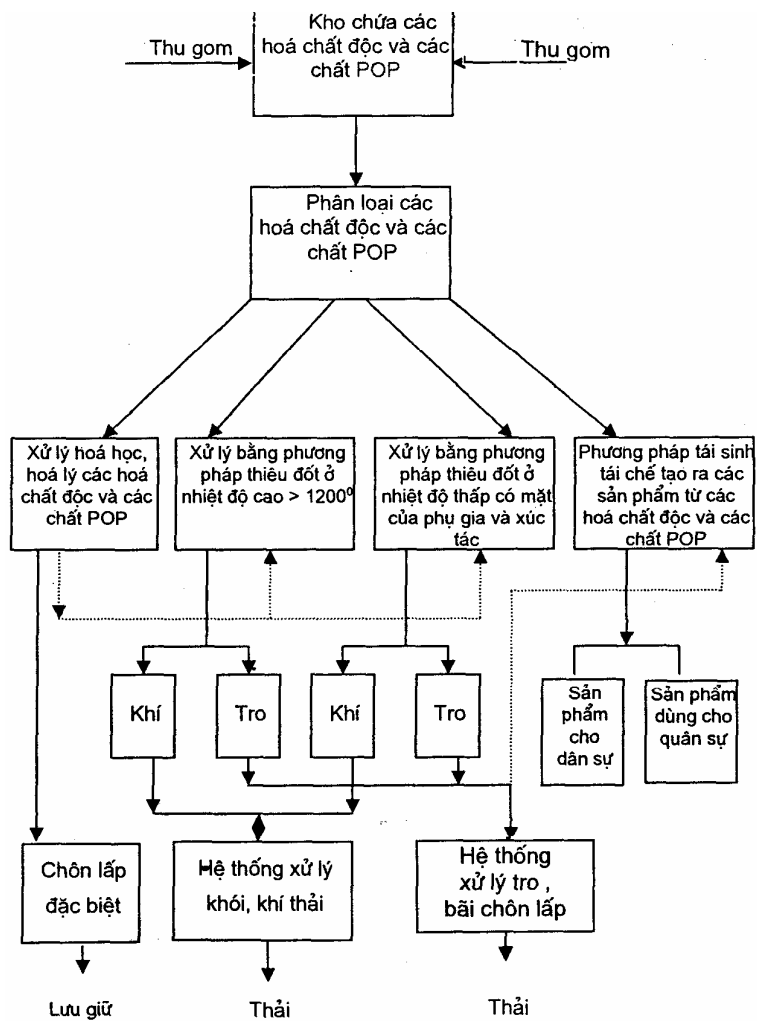 Kho chứa các
Thu gom
hoá chất độc và các
Thu gom
chất POP
Phân loại các
hoá chất độc và các
chất POP
Xử lý hoá học,
hoá lý các hoá
chất độc và các
chất POP
Xử lý bằng phương
pháp thiêu đốt ở
nhiệt độ cao > 1200⁰
Xử lý bằng phương
pháp thiêu đốt ở
nhiệt độ thấp có mặt
của phụ gia và xúc
tác
Phương pháp tái sinh
tái chế tạo ra các
sản phẩm từ các
hoá chất độc và các
chất POP
Khí
Tro
Khí
Tro
Sản
phẩm
cho
dân sự
Sản phẩm
dùng cho
quân sự
Chôn lấp
đặc biệt
Hệ thống xử lý
khói, khí thải
Hệ thống
xử lý tro ,
bãi chôn lấp
Lưu giữ
Thải
Thải